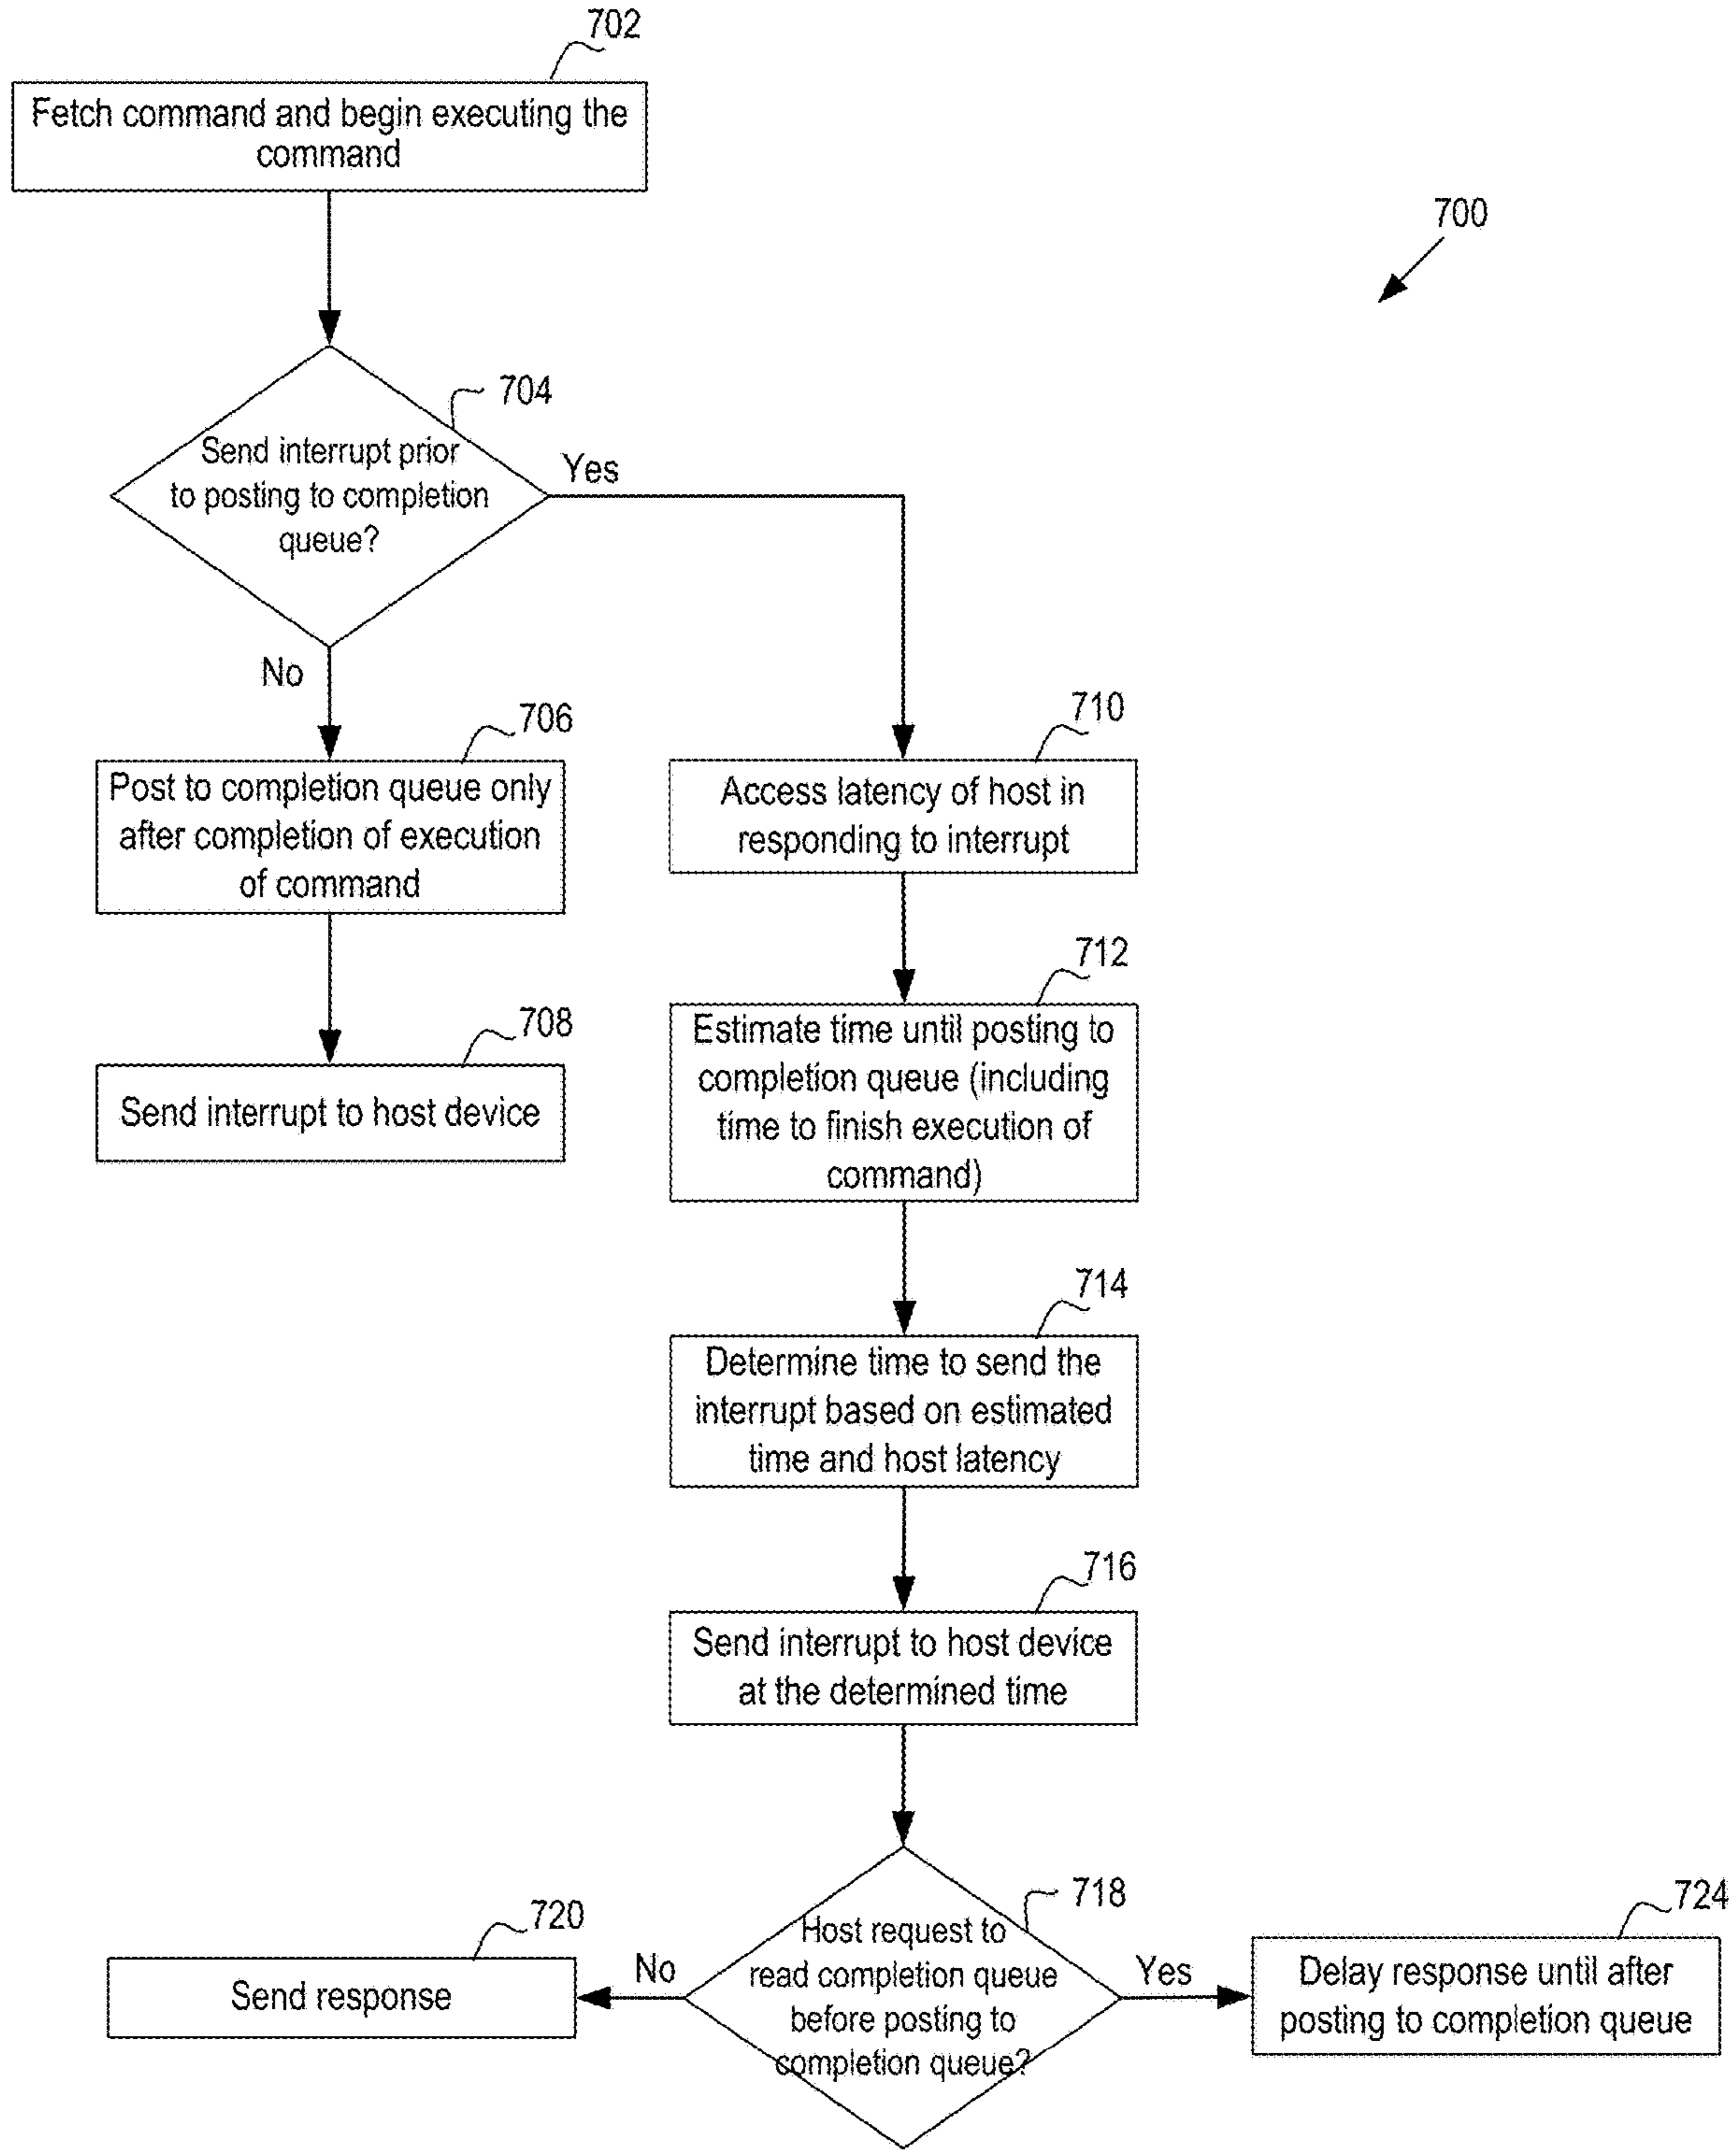 702
Fetch command and begin executing the
command
700
704
Send interrupt prior
to posting to completion
queue?
Yes
No
706
Post to completion queue only
after completion of execution
of command
708
Send interrupt to host device
710
Access latency of host in
responding to interrupt
712
Estimate time until posting to
completion queue (including
time to finish execution of
command)
714
Determine time to send the
interrupt based on estimated
time and host latency
716
Send interrupt to host device
at the determined time
718
Host request to
read completion queue
before posting to
completion queue?
No
720
Send response
Yes
724
Delay response until after
posting to completion queue